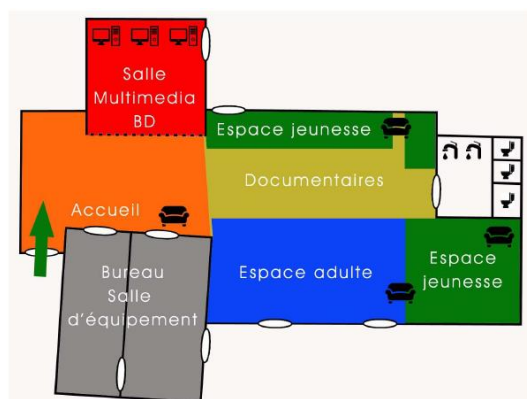 Salle
Multimedia
BD
Espace jeunesse
Documentaires
Accueil
Espace adulte
Espace
jeunesse
Bureau
Salle
d'équipement